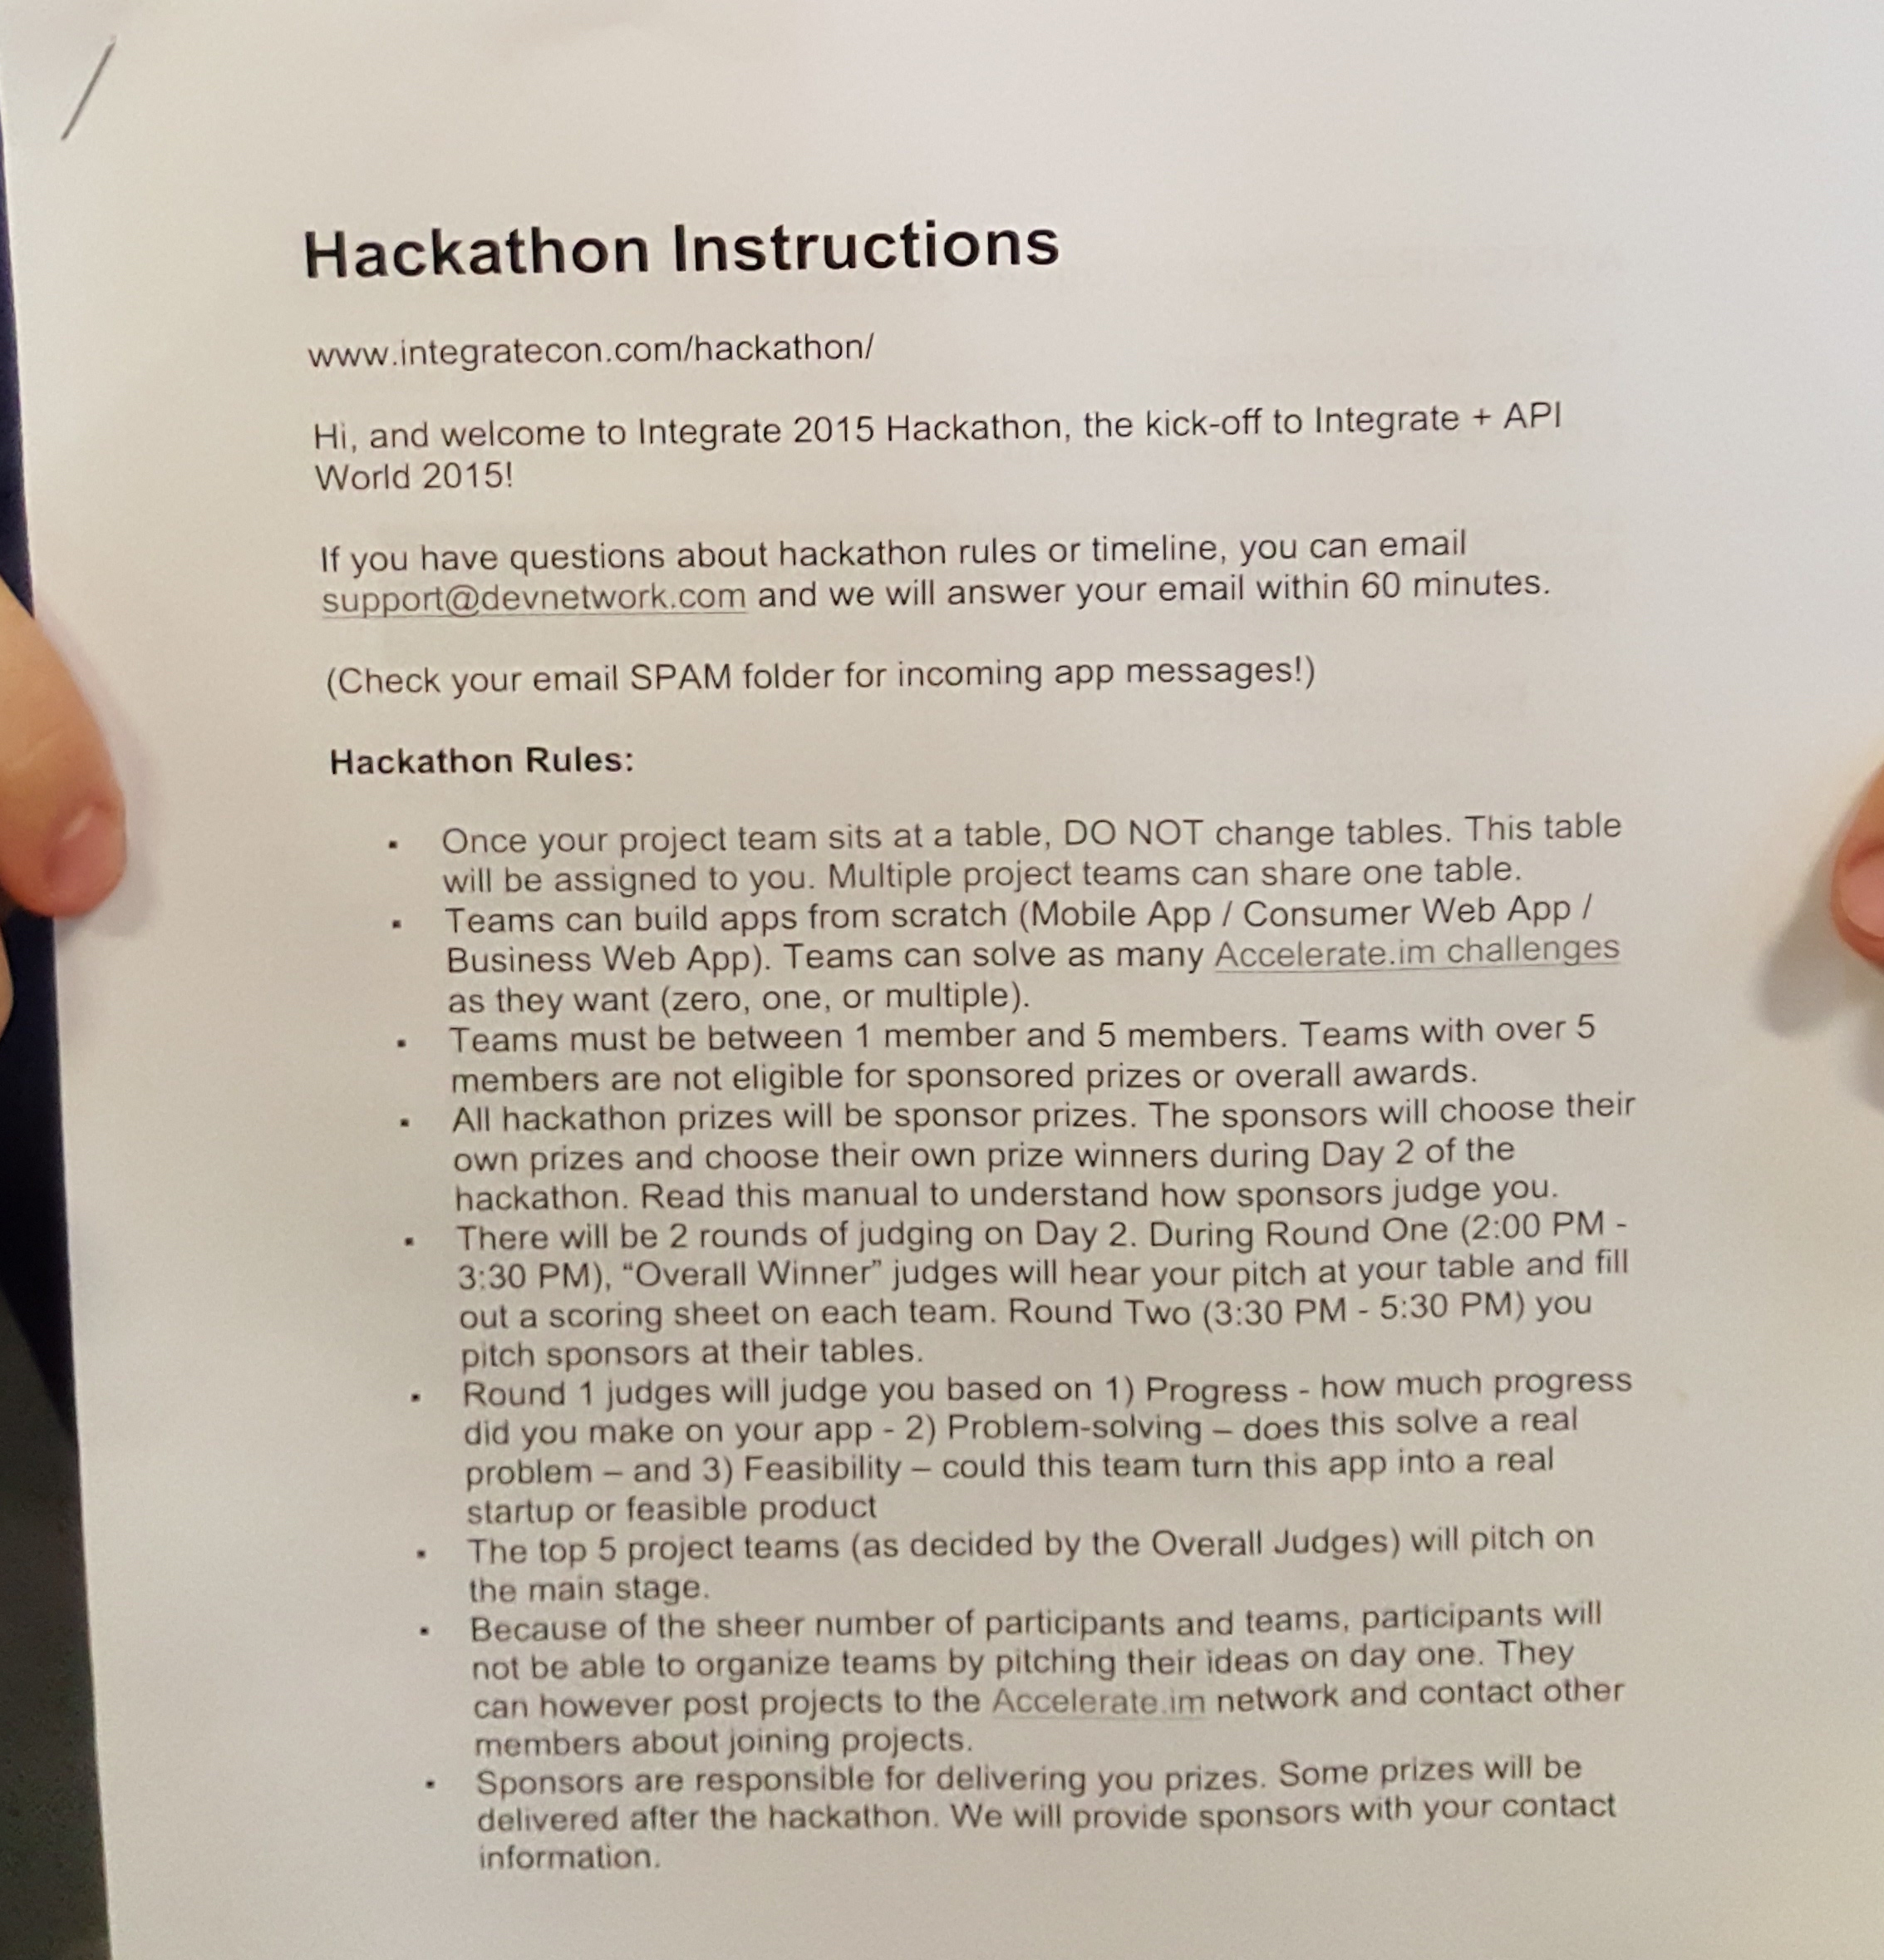 Hackathon Instructions
www.integratecon.com/hackathon/
Hi, and welcome to Integrate 2015 Hackathon, the kick-off to Integrate + API
World 2015!
If you have questions about hackathon rules or timeline, you can email
support@devnetwork.com and we will answer your email within 60 minutes.
(Check your email SPAM folder for incoming app messages!)
Hackathon Rules:
▪ Once your project team sits at a table, DO NOT change tables. This table
will be assigned to you. Multiple project teams can share one table.
▪ Teams can build apps from scratch (Mobile App / Consumer Web App /
Business Web App). Teams can solve as many Accelerate.im challenges
as they want (zero, one, or multiple).
▪ Teams must be between 1 member and 5 members. Teams with over 5
members are not eligible for sponsored prizes or overall awards.
▪ All hackathon prizes will be sponsor prizes. The sponsors will choose their
own prizes and choose their own prize winners during Day 2 of the
hackathon. Read this manual to understand how sponsors judge you.
▪ There will be 2 rounds of judging on Day 2. During Round One (2:00 PM -
3:30 PM), “Overall Winner” judges will hear your pitch at your table and fill
out a scoring sheet on each team. Round Two (3:30 PM - 5:30 PM) you
pitch sponsors at their tables.
▪ Round 1 judges will judge you based on 1) Progress - how much progress
did you make on your app - 2) Problem-solving – does this solve a real
problem – and 3) Feasibility – could this team turn this app into a real
startup or feasible product
▪ The top 5 project teams (as decided by the Overall Judges) will pitch on
the main stage.
▪ Because of the sheer number of participants and teams, participants will
not be able to organize teams by pitching their ideas on day one. They
can however post projects to the Accelerate.im network and contact other
members about joining projects.
▪ Sponsors are responsible for delivering you prizes. Some prizes will be
delivered after the hackathon. We will provide sponsors with your contact
information.